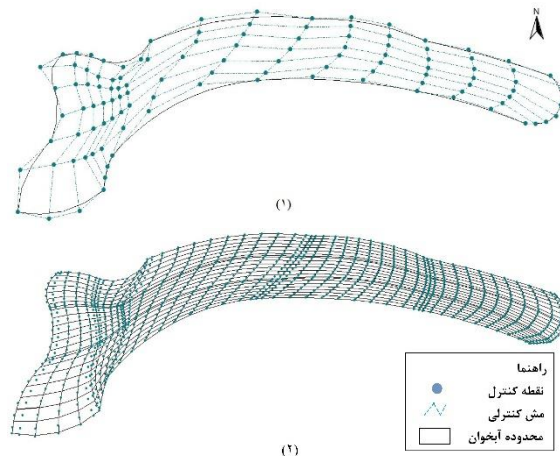 N
(۱)
(۲)
راهنما
نقطه کنترل
مش کنترلی
محدوده آبخوان